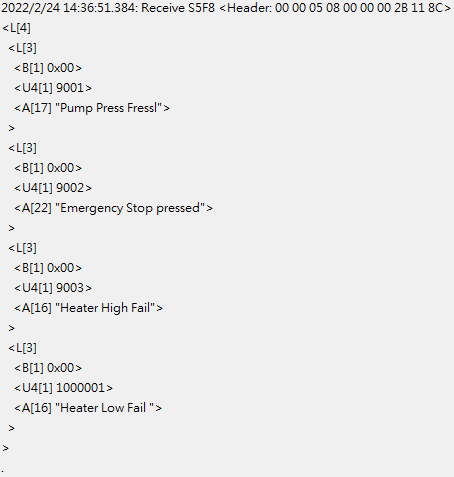 2022/2/24 14:36:51.384: Receive S5F8 <Header: 00 00 05 08 00 00 00 2B 11 8C>
<L[4]
<L[3]
<B[1] 0x00>
<U4[1] 9001>
<A[17] "Pump Press Fressl">
>
<L[3]
<B[1] 0x00>
<U4[1] 9002>
<A[22] "Emergency Stop pressed">
>
<L[3]
<B[1] 0x00>
<U4[1] 9003>
<A[16] "Heater High Fail">
>
<L[3]
<B[1] 0x00>
<U4[1] 1000001>
<A[16] "Heater Low Fail ">
>
>
.